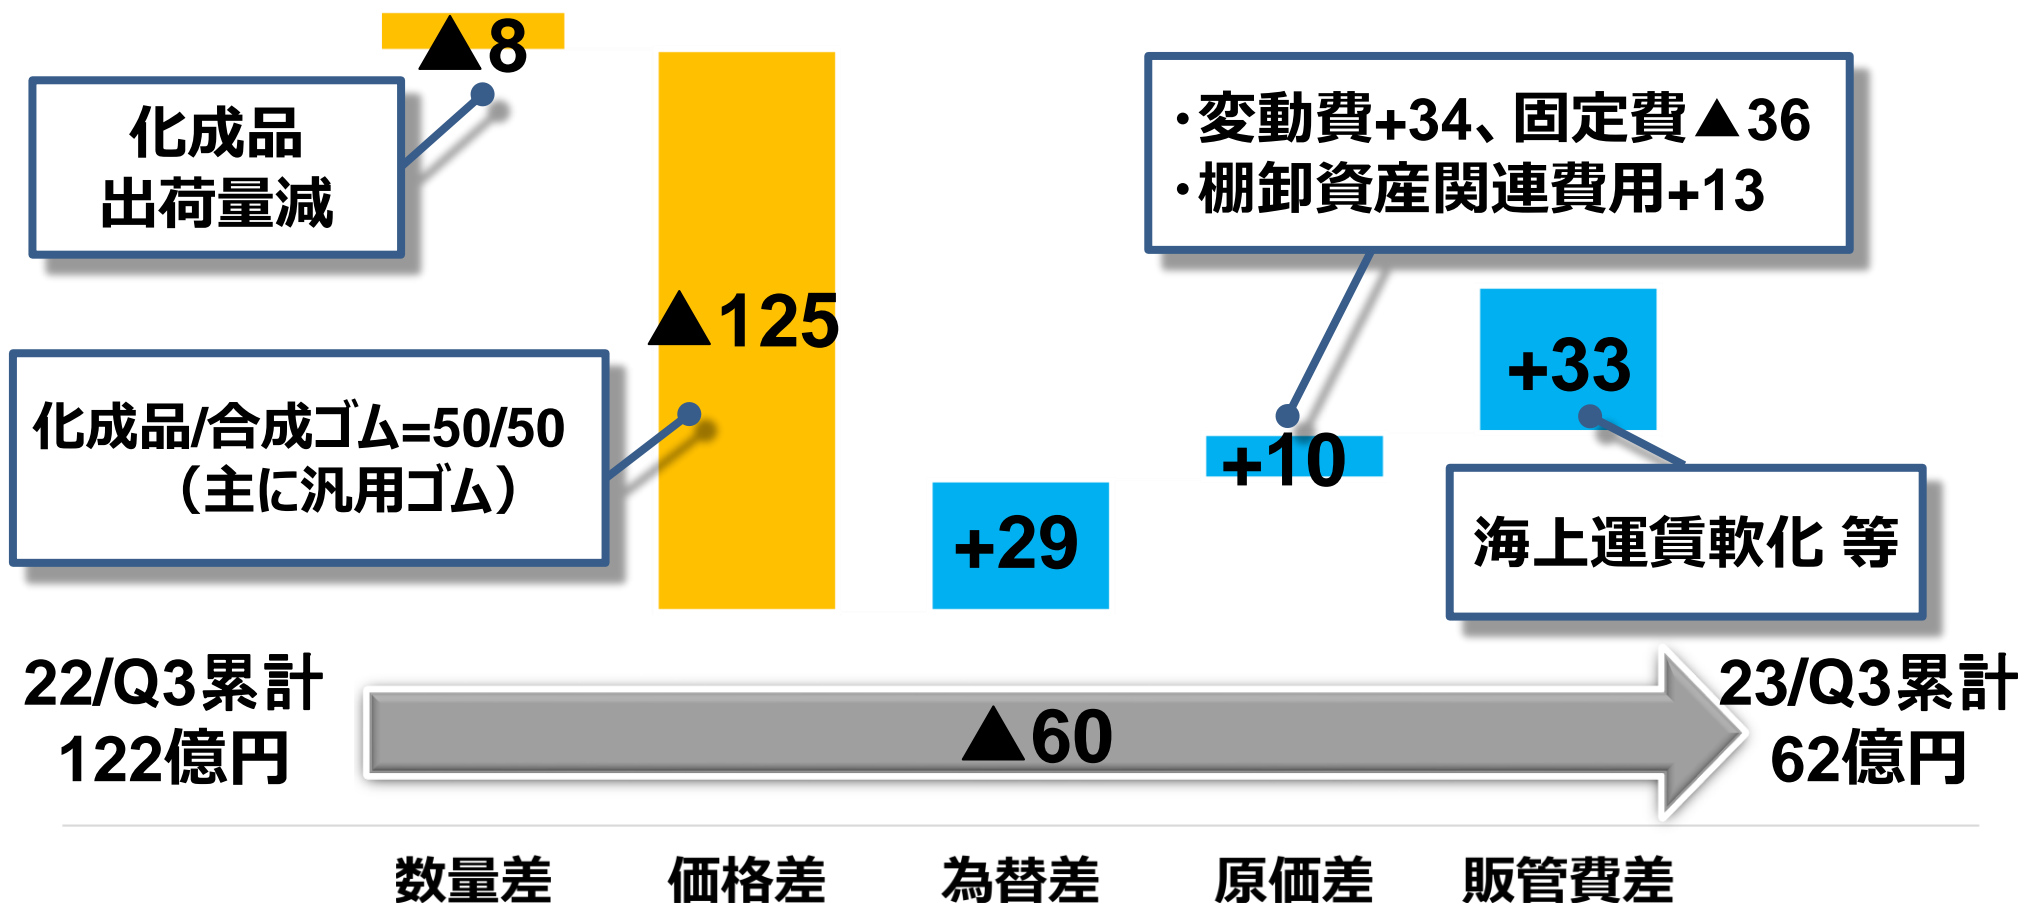 ▲8
化成品
出荷量減
・変動費+34、固定費▲36
・棚卸資産関連費用+13
▲125
+33
化成品/合成ゴム=50/50
（主に汎用ゴム）
+10
+29
海上運賃軟化 等
22/Q3累計
122億円
▲60
23/Q3累計
62億円
数量差
価格差
為替差
原価差
販管費差